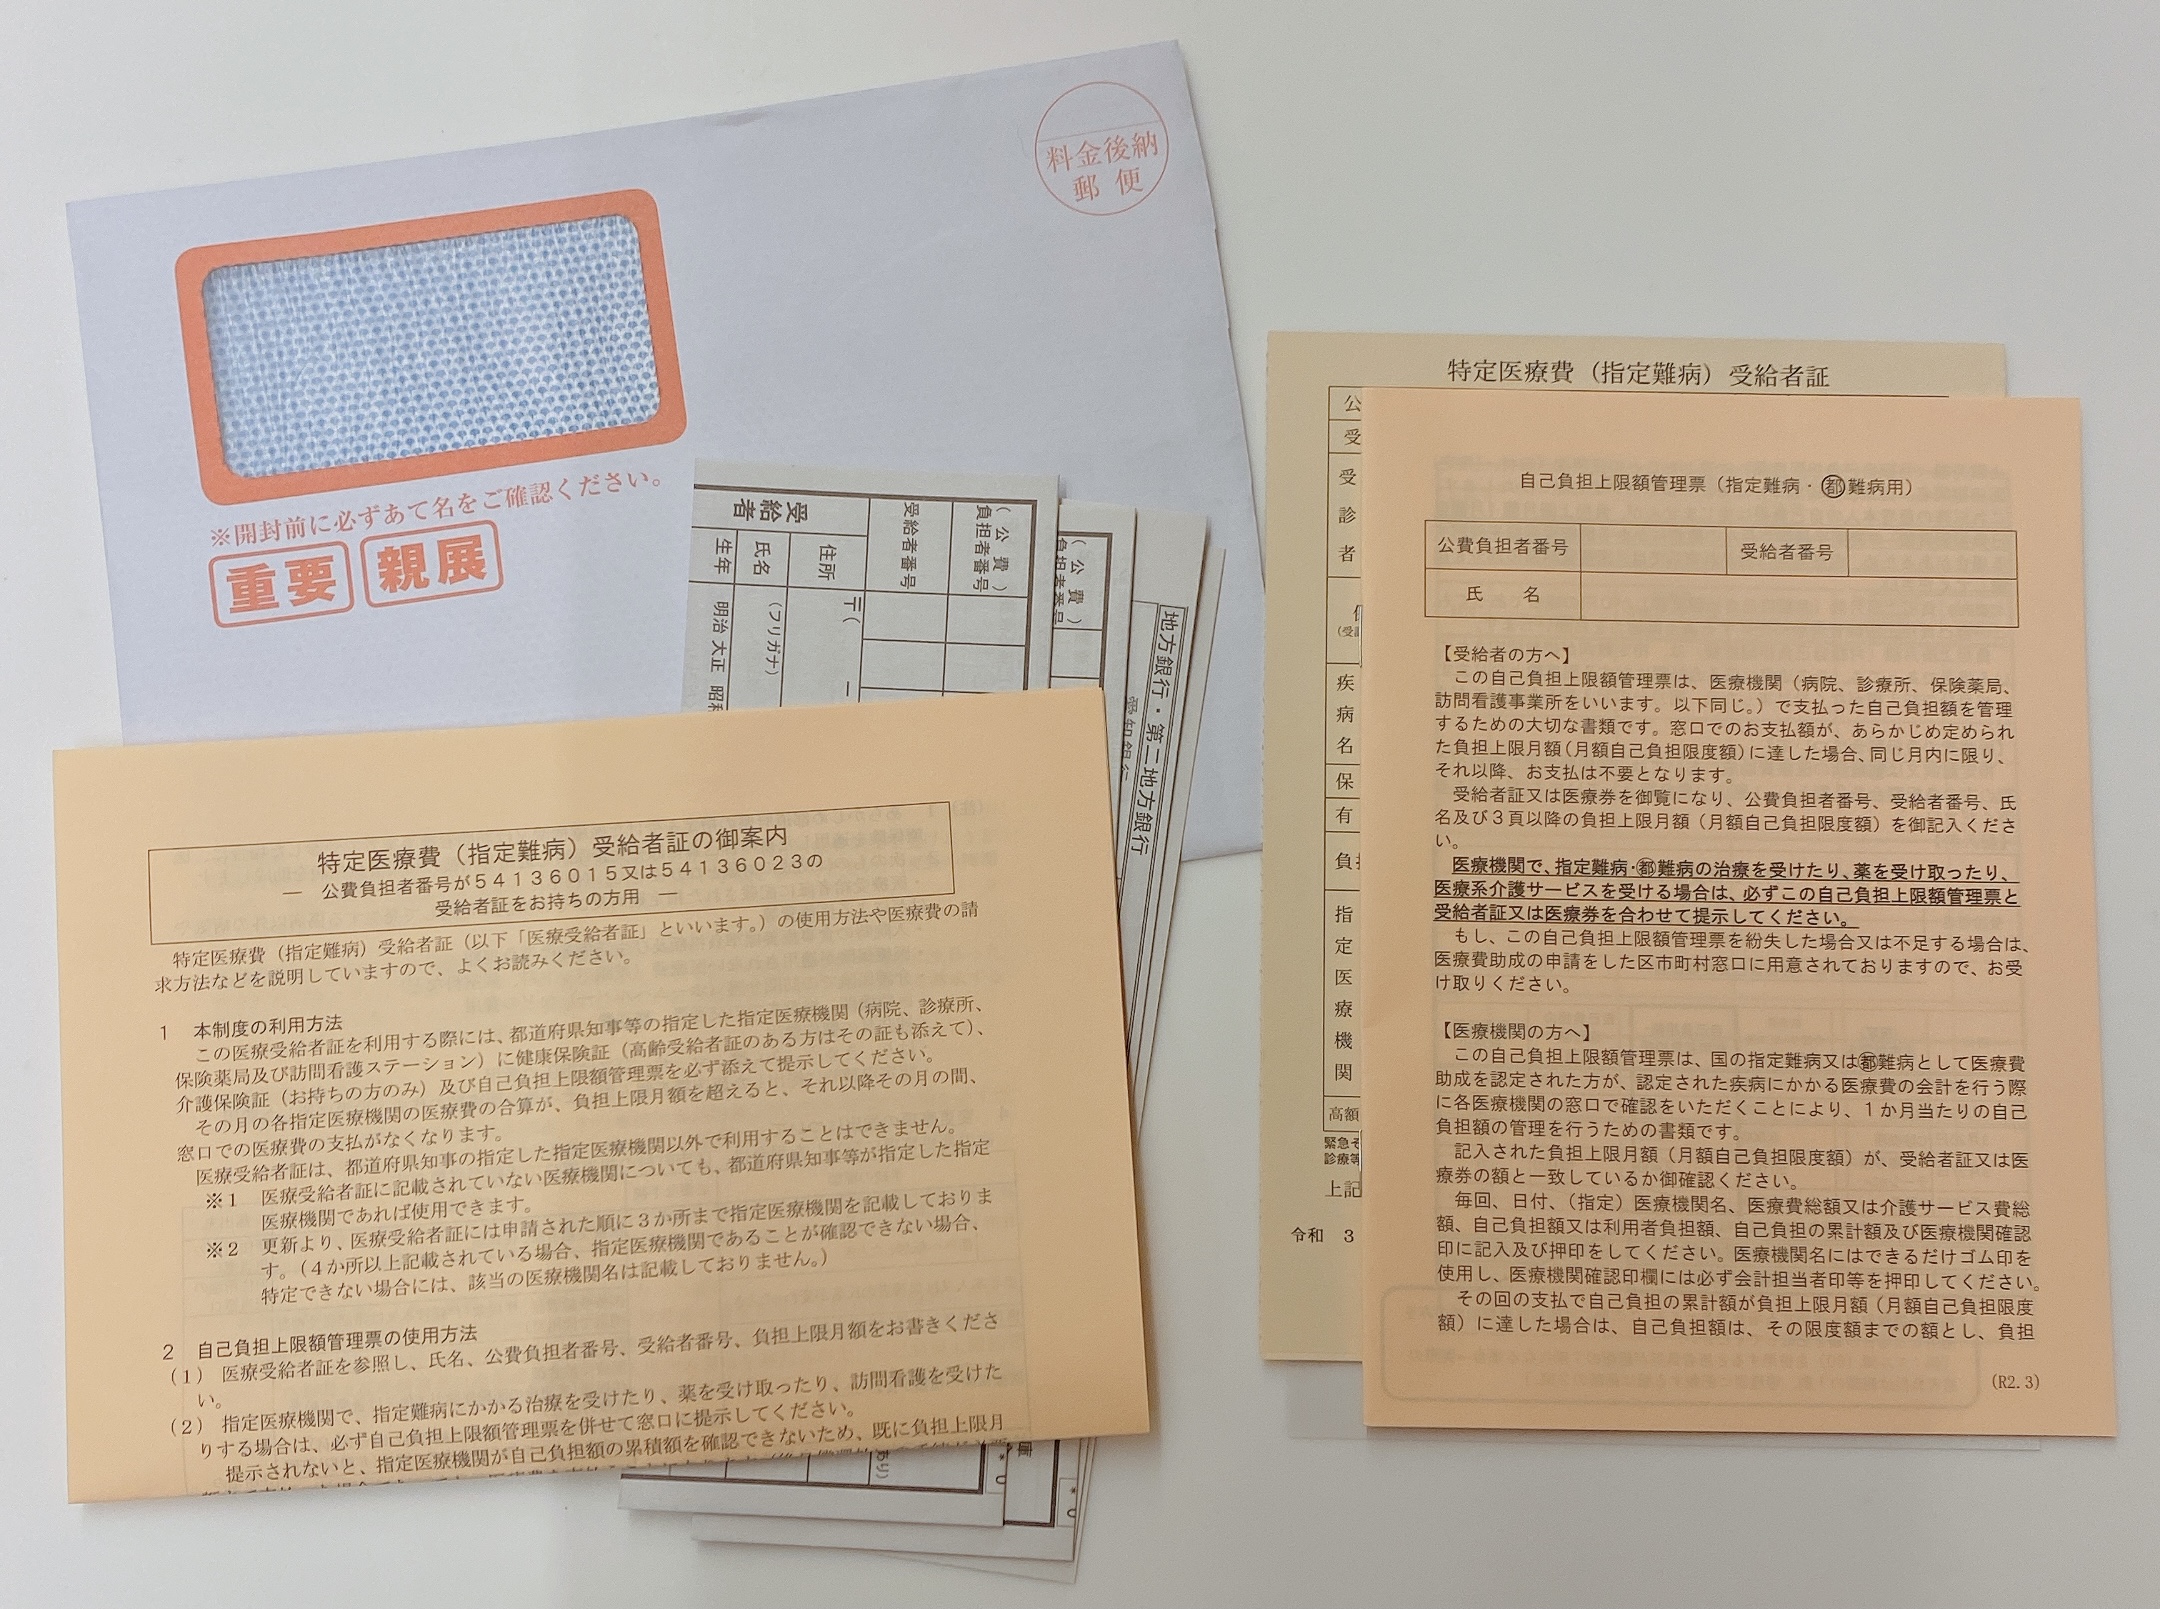 料金後納
郵 便
※開封前に必ずあて名をご確認ください。
重要 親展
(公費)
負担者番号
受給者番号
受給者
住所
〒(　　－
氏名
(フリガナ)
生年
明治 大正 昭和
(公費)
負担者番号
地方銀行・第二地方銀行
特定医療費（指定難病）受給者証の御案内
― 公費負担者番号が５４１３６０１５又は５４１３６０２３の
受給者証をお持ちの方用 ―
特定医療費（指定難病）受給者証（以下「医療受給者証」といいます。）の使用方法や医療費の請
求方法などを説明していますので、よくお読みください。
１　本制度の利用方法
この医療受給者証を利用する際には、都道府県知事等の指定した指定医療機関（病院、診療所、
保険薬局及び訪問看護ステーション）に健康保険証（高齢受給者証のある方はその証も添えて）、
介護保険証（お持ちの方のみ）及び自己負担上限額管理票を必ず添えて提示してください。
その月の各指定医療機関の医療費の合算が、負担上限月額を超えると、それ以降その月の間、
窓口での医療費の支払がなくなります。
医療受給者証は、都道府県知事の指定した指定医療機関以外で利用することはできません。
※１　医療受給者証に記載されていない医療機関についても、都道府県知事等が指定した指定
医療機関であれば使用できます。
※２　更新より、医療受給者証には申請された順に３か所まで指定医療機関を記載しておりま
す。（４か所以上記載されている場合、指定医療機関であることが確認できない場合、
特定できない場合には、該当の医療機関名は記載しておりません。）
２　自己負担上限額管理票の使用方法
（１）　医療受給者証を参照し、氏名、公費負担者番号、受給者番号、負担上限月額をお書きくださ
い。
（２）　指定医療機関で、指定難病にかかる治療を受けたり、薬を受け取ったり、訪問看護を受けた
りする場合は、必ず自己負担上限額管理票を併せて窓口に提示してください。
提示されないと、指定医療機関が自己負担額の累積額を確認できないため、既に負担上限月
特定医療費（指定難病）受給者証
公
受
受
診
者
疾
病
名
保
有
負担
指
定
医
療
機
関
高額
緊急そ
診療等
上記
令和　3
自己負担上限額管理票（指定難病・都難病用）
公費負担者番号
受給者番号
氏　名
【受給者の方へ】
この自己負担上限額管理票は、医療機関（病院、診療所、保険薬局、
訪問看護事業所をいいます。以下同じ。）で支払った自己負担額を管理
するための大切な書類です。窓口でのお支払額が、あらかじめ定められ
た負担上限月額（月額自己負担限度額）に達した場合、同じ月内に限り、
それ以降、お支払は不要となります。
受給者証又は医療券を御覧になり、公費負担者番号、受給者番号、氏
名及び３頁以降の負担上限月額（月額自己負担限度額）を御記入くださ
い。
医療機関で、指定難病・都難病の治療を受けたり、薬を受け取ったり、
医療系介護サービスを受ける場合は、必ずこの自己負担上限額管理票と
受給者証又は医療券を合わせて提示してください。
もし、この自己負担上限額管理票を紛失した場合又は不足する場合は、
医療費助成の申請をした区市町村窓口に用意されておりますので、お受
け取りください。
【医療機関の方へ】
この自己負担上限額管理票は、国の指定難病又は都難病として医療費
助成を認定された方が、認定された疾病にかかる医療費の会計を行う際
に各医療機関の窓口で確認をいただくことにより、１か月当たりの自己
負担額の管理を行うための書類です。
記入された負担上限月額（月額自己負担限度額）が、受給者証又は医
療券の額と一致しているか御確認ください。
毎回、日付、（指定）医療機関名、医療費総額又は介護サービス費総
額、自己負担額又は利用者負担額、自己負担の累計額及び医療機関確認
印に記入及び押印をしてください。医療機関名にはできるだけゴム印を
使用し、医療機関確認印欄には必ず会計担当者印等を押印してください。
その回の支払で自己負担の累計額が負担上限月額（月額自己負担限度
額）に達した場合は、自己負担額は、その限度額までの額とし、負担
(R2.3)